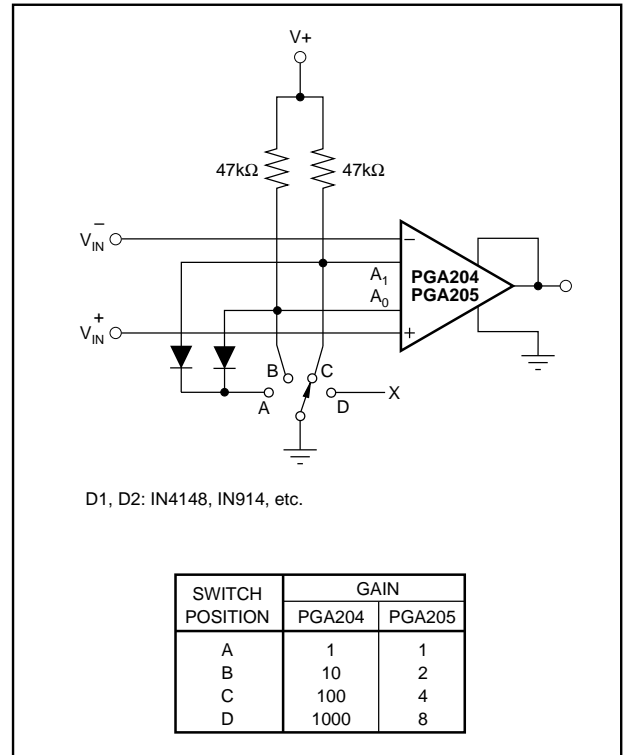 V+
47kΩ 47kΩ
V⁻IN
A1 PGA204
A0 PGA205
V⁺IN
−
+
B C
A D X
D1, D2: IN4148, IN914, etc.
SWITCH POSITION GAIN
PGA204 PGA205
A 1 1
B 10 2
C 100 4
D 1000 8